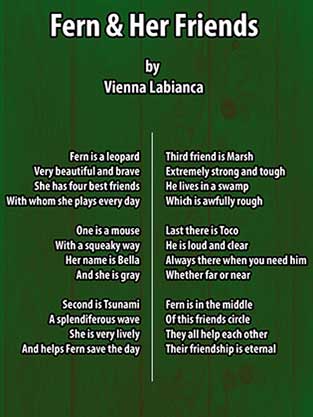 Fern & Her Friends
by
Vienna Labianca
Fern is a leopard
Very beautiful and brave
She has four best friends
With whom she plays every day
One is a mouse
With a squeaky way
Her name is Bella
And she is gray
Second is Tsunami
A splendiferous wave
She is very lively
And helps Fern save the day
Third friend is Marsh
Extremely strong and tough
He lives in a swamp
Which is awfully rough
Last there is Toco
He is loud and clear
Always there when you need him
Whether far or near
Fern is in the middle
Of this friends circle
They all help each other
Their friendship is eternal